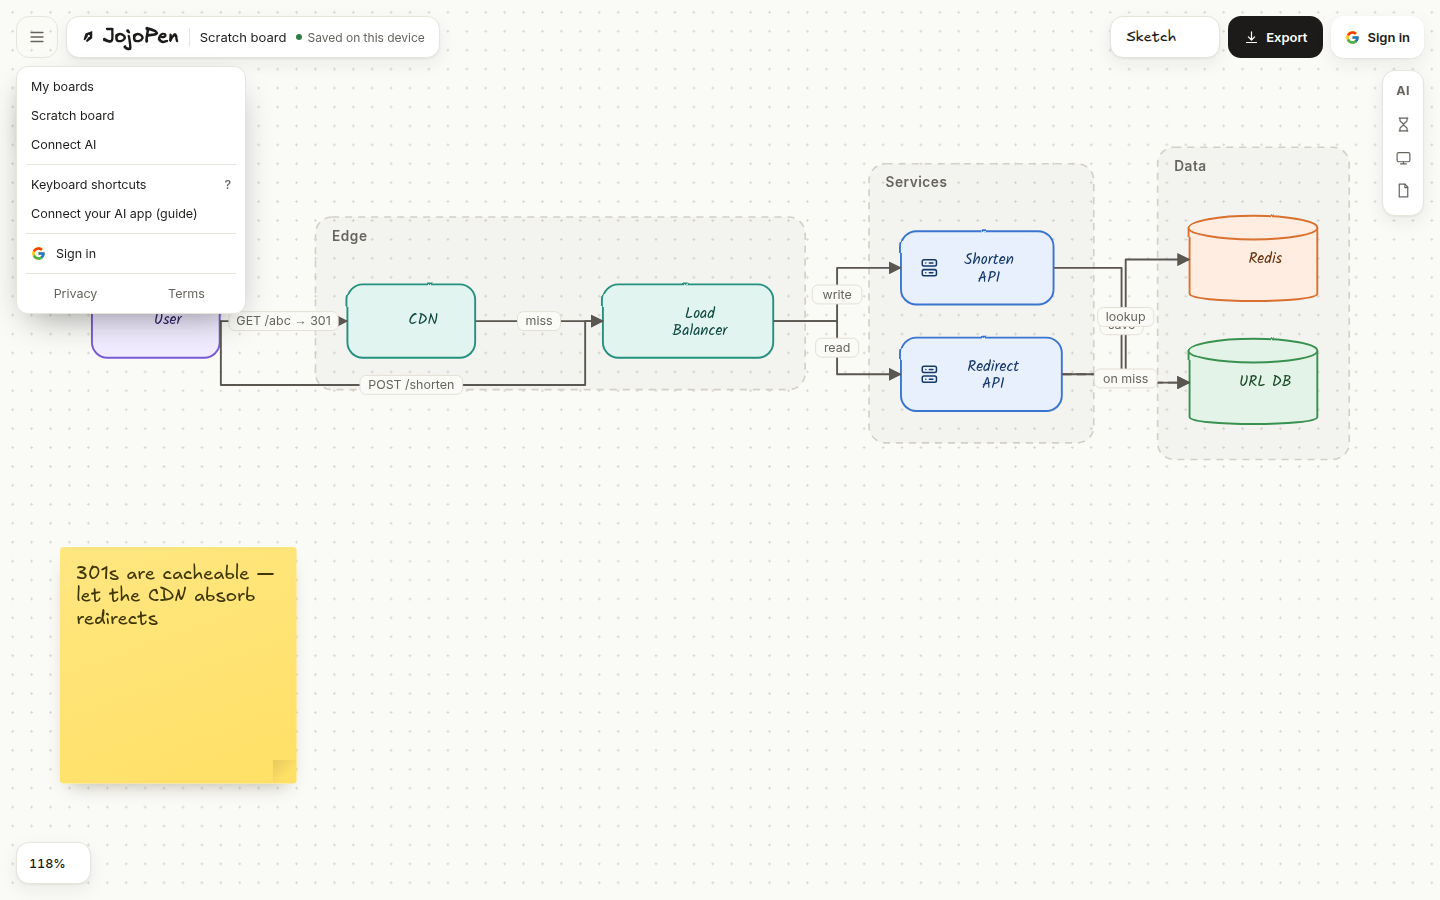 JojoPen
Scratch board
Saved on this device
Sketch
Export
Sign in
My boards
Scratch board
Connect AI
Keyboard shortcuts ?
Connect your AI app (guide)
Sign in
Privacy Terms
AI
Edge
Services
Data
User
GET /abc → 301
CDN
miss
Load
Balancer
POST /shorten
write
read
Shorten
API
Redirect
API
lookup
save
on miss
Redis
URL DB
301s are cacheable —
let the CDN absorb
redirects
118%